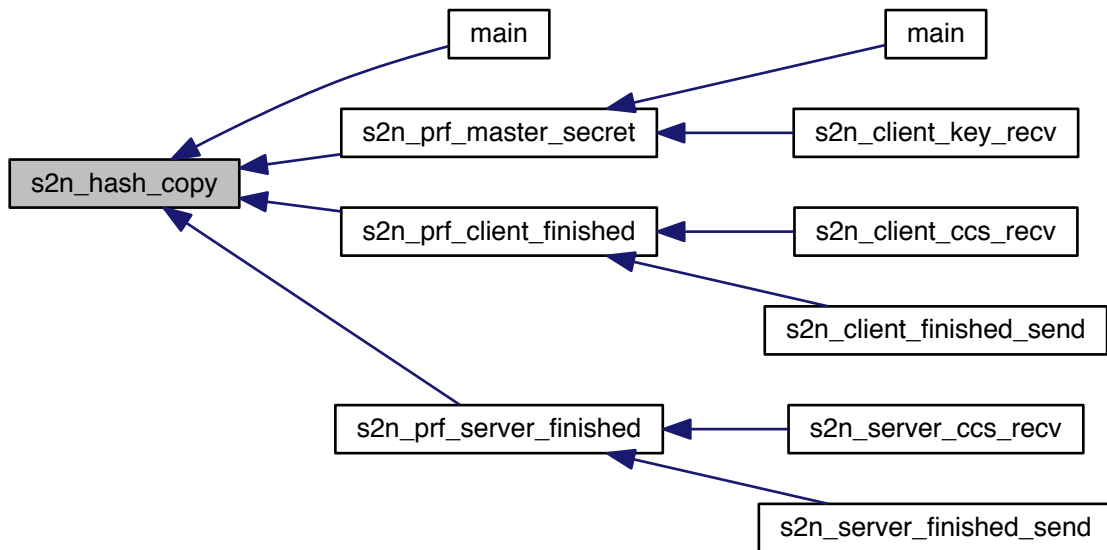 main
main
s2n_prf_master_secret
s2n_client_key_recv
s2n_hash_copy
s2n_prf_client_finished
s2n_client_ccs_recv
s2n_client_finished_send
s2n_prf_server_finished
s2n_server_ccs_recv
s2n_server_finished_send